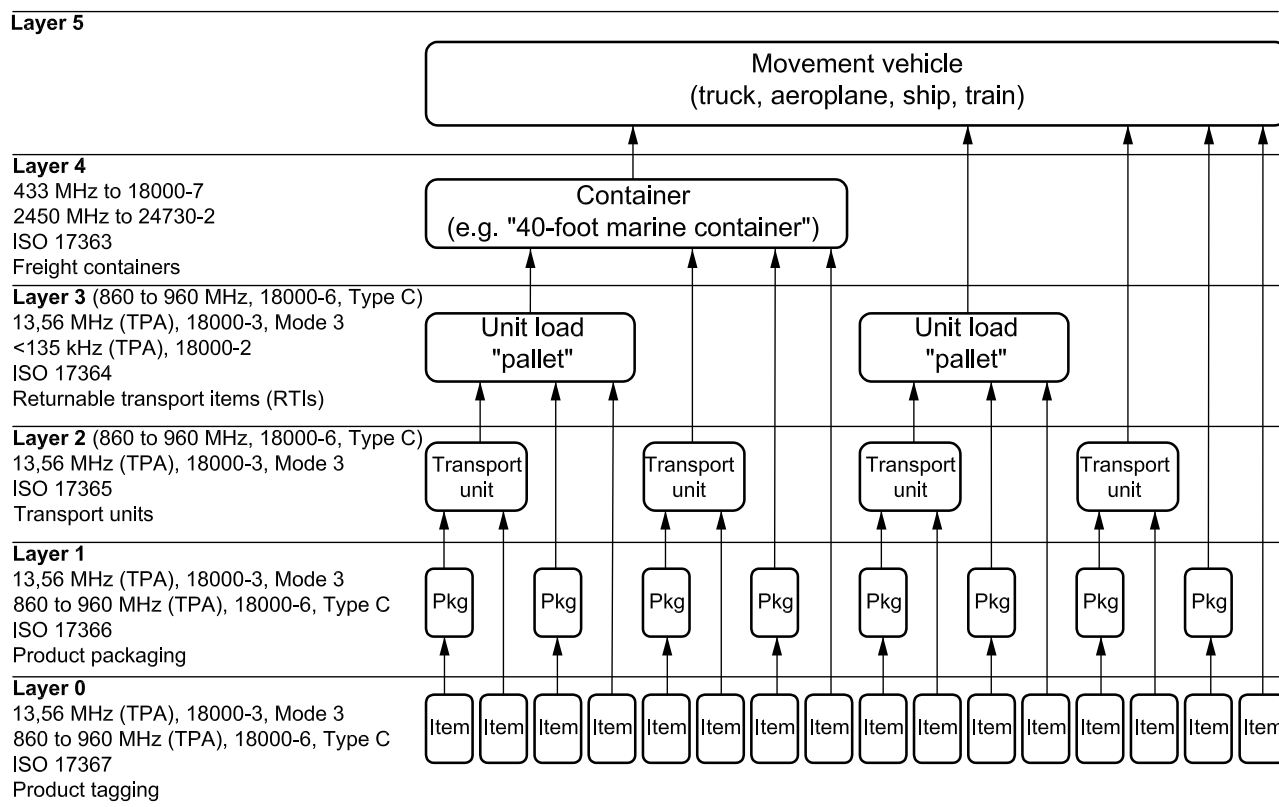 Layer 5
Movement vehicle
(truck, aeroplane, ship, train)
Layer 4
433 MHz to 18000-7
2450 MHz to 24730-2
ISO 17363
Freight containers
Container
(e.g. "40-foot marine container")
Layer 3 (860 to 960 MHz, 18000-6, Type C)
13,56 MHz (TPA), 18000-3, Mode 3
<135 kHz (TPA), 18000-2
ISO 17364
Returnable transport items (RTIs)
Unit load
"pallet"
Unit load
"pallet"
Layer 2 (860 to 960 MHz, 18000-6, Type C)
13,56 MHz (TPA), 18000-3, Mode 3
ISO 17365
Transport units
Transport
unit
Transport
unit
Transport
unit
Transport
unit
Layer 1
13,56 MHz (TPA), 18000-3, Mode 3
860 to 960 MHz (TPA), 18000-6, Type C
ISO 17366
Product packaging
Pkg Pkg Pkg Pkg Pkg Pkg Pkg Pkg
Layer 0
13,56 MHz (TPA), 18000-3, Mode 3
860 to 960 MHz (TPA), 18000-6, Type C
ISO 17367
Product tagging
Item Item Item Item Item Item Item Item Item Item Item Item Item Item Item Item